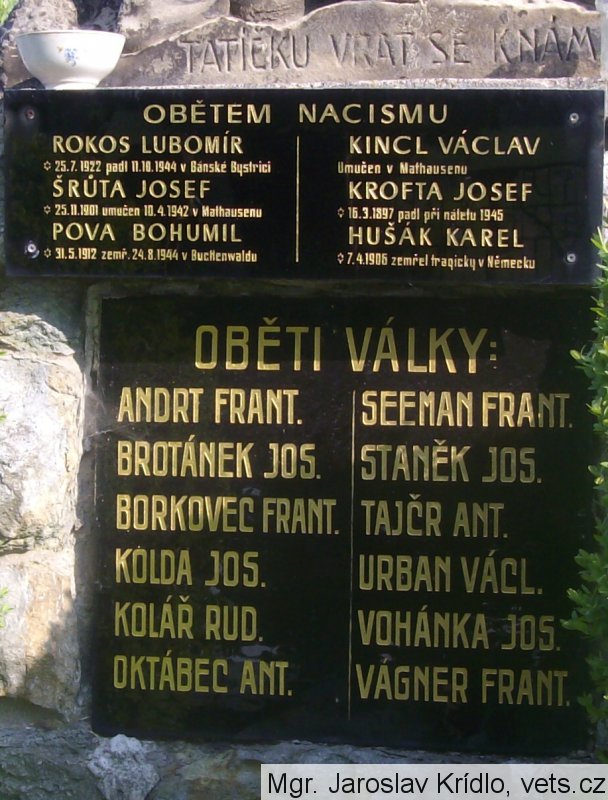 TATÍČKU VRAŤ SE K NÁM
OBĚTEM NACISMU
ROKOS LUBOMÍR
✡ 25.7.1922 padl 11.10.1944 v Bánské Bystrici
ŠRŮTA JOSEF
✡ 25.11.1901 umučen 10.4.1942 v Mathausenu
POVA BOHUMIL
✡ 31.5.1912 zemř. 24.8.1944 v Buchenwaldu
KINCL VÁCLAV
Umučen v Mathausenu
KROFTA JOSEF
✡ 16.3.1897 padl při náletu 1945
HUŠÁK KAREL
✡ 7.4.1906 zemřel tragicky v Německu
OBĚTI VÁLKY:
ANDRT FRANT.
BROTÁNEK JOS.
BORKOVEC FRANT.
KOLDA JOS.
KOLÁŘ RUD.
OKTÁBEC ANT.
SEEMAN FRANT.
STANĚK JOS.
TAJČR ANT.
URBAN VÁCL.
VOHÁNKA JOS.
VÁGNER FRANT.
Mgr. Jaroslav Krídlo, vets.cz